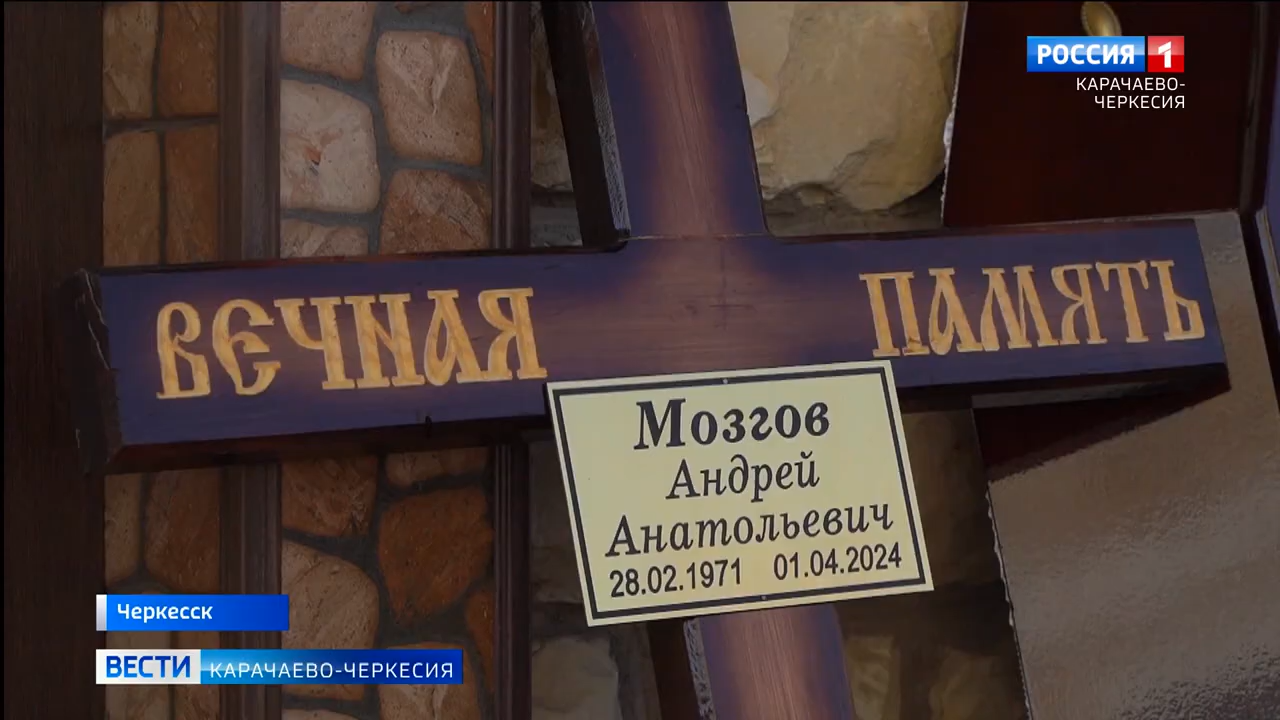 РОССИЯ 1
КАРАЧАЕВО-
ЧЕРКЕСИЯ
ВЕЧНАЯ ПАМЯТЬ
Мозгов
Андрей
Анатольевич
28.02.1971 01.04.2024
Черкесск
ВЕСТИ КАРАЧАЕВО-ЧЕРКЕСИЯ